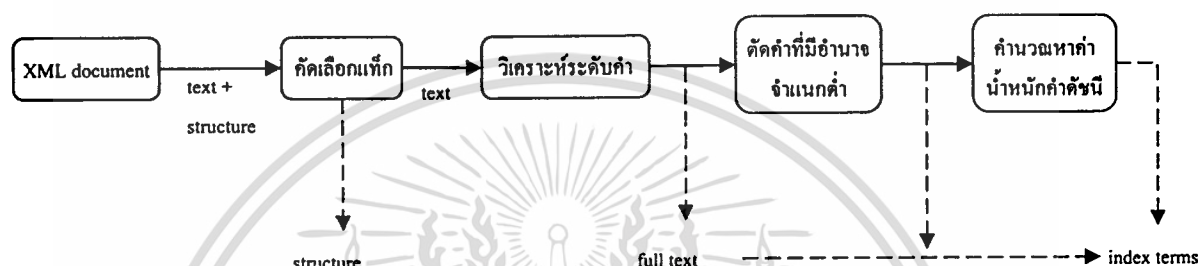 XML document
text +
structure
คัดเลือกแท็ก
text
วิเคราะห์ระดับคำ
ตัดคำที่มีอำนาจ
จำแนกต่ำ
คำนวณหาค่า
น้ำหนักคำดัชนี
structure
full text
index terms